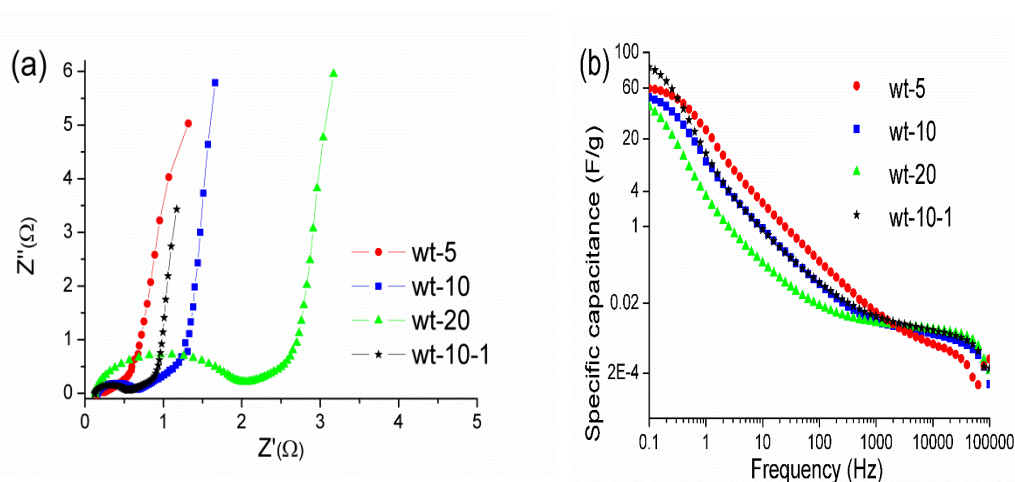 (a)
6
5
4
3
2
1
0
Z''(Ω)
0 1 2 3 4 5
Z'(Ω)
wt-5
wt-10
wt-20
wt-10-1
(b)
100
60
20
4
1
0.02
2E-4
Specific capacitance (F/g)
0.1 1 10 100 1000 10000 100000
Frequency (Hz)
wt-5
wt-10
wt-20
wt-10-1